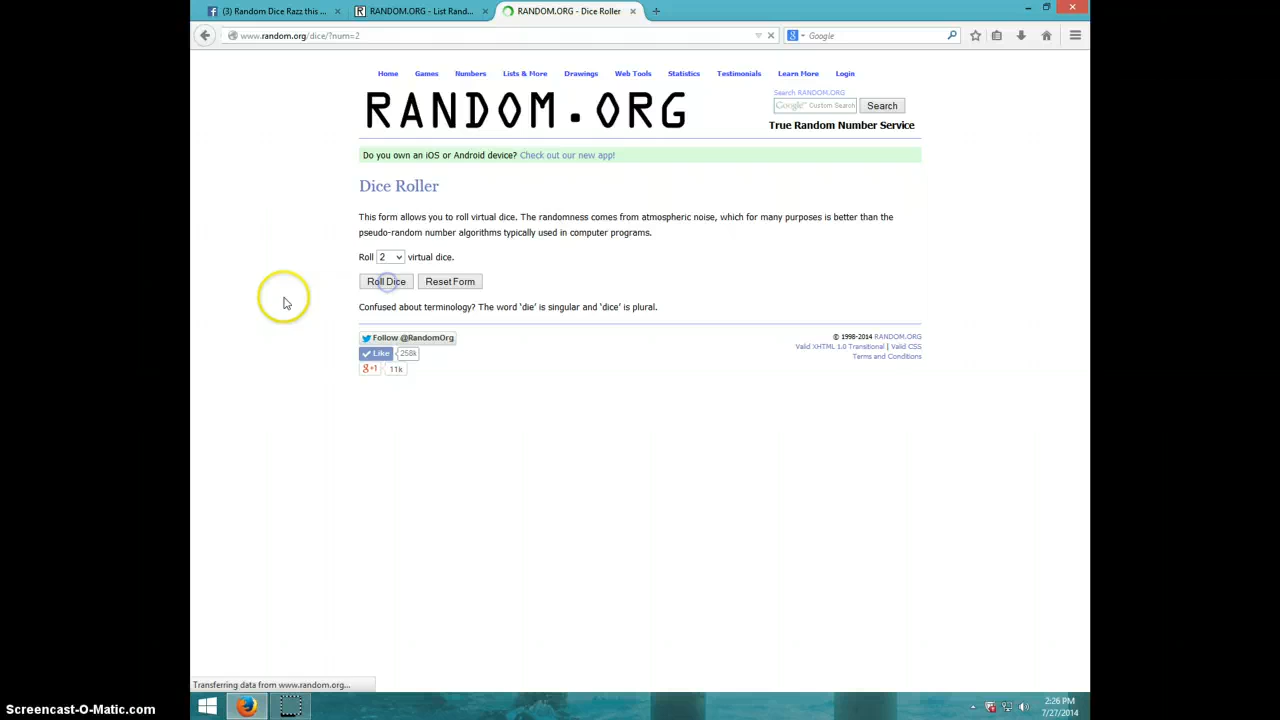 (3) Random Dice Razz this ...
RANDOM.ORG - List Rand...
RANDOM.ORG - Dice Roller
www.random.org/dice/?num=2
Google
Home Games Numbers Lists & More Drawings Web Tools Statistics Testimonials Learn More Login
Search RANDOM.ORG
Google™ Custom Search
Search
RANDOM.ORG
True Random Number Service
Do you own an iOS or Android device? Check out our new app!
Dice Roller
This form allows you to roll virtual dice. The randomness comes from atmospheric noise, which for many purposes is better than the
pseudo-random number algorithms typically used in computer programs.
Roll 2 virtual dice.
Roll Dice Reset Form
Confused about terminology? The word ‘die’ is singular and ‘dice’ is plural.
Follow @RandomOrg
Like 258k
g+1 11k
© 1998-2014 RANDOM.ORG
Valid XHTML 1.0 Transitional | Valid CSS
Terms and Conditions
Transferring data from www.random.org...
2:26 PM
7/27/2014
Screencast-O-Matic.com